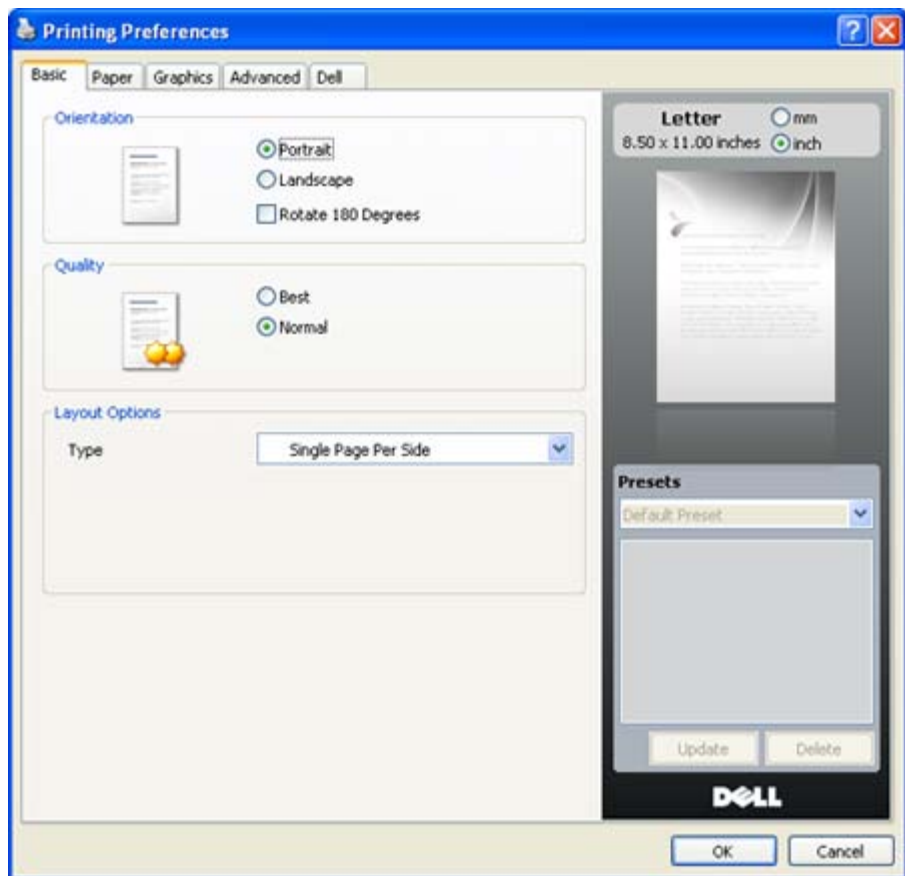 Printing Preferences
Basic Paper Graphics Advanced Dell
Orientation
Portrait
Landscape
Rotate 180 Degrees
Quality
Best
Normal
Layout Options
Type Single Page Per Side
Letter mm
8.50 x 11.00 inches inch
Presets
Default Preset
Update Delete
DELL
OK Cancel